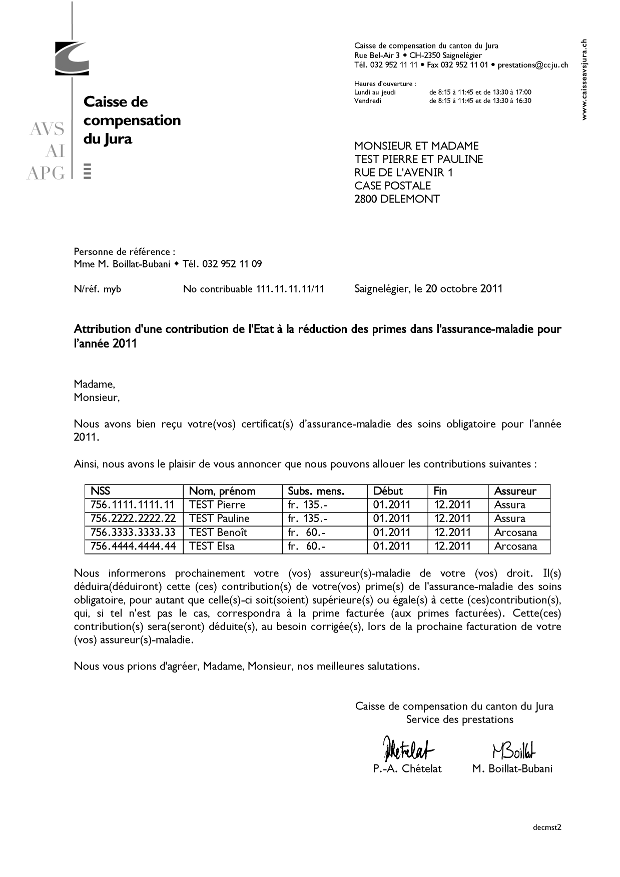 Caisse de compensation du canton du Jura
Rue Bel-Air 3 • CH-2350 Saignelégier
Tél. 032 952 11 11 • Fax 032 952 11 01 • prestations@ccju.ch
Heures d'ouverture :
Lundi au jeudi de 8:15 à 11:45 et de 13:30 à 17:00
Vendredi de 8:15 à 11:45 et de 13:30 à 16:30
www.caisseavsjura.ch
Caisse de
compensation
du Jura
AVS
AI
APG
MONSIEUR ET MADAME
TEST PIERRE ET PAULINE
RUE DE L'AVENIR 1
CASE POSTALE
2800 DELEMONT
Personne de référence :
Mme M. Boillat-Bubani • Tél. 032 952 11 09
N/réf. myb No contribuable 111.11.11.11/11 Saignelégier, le 20 octobre 2011
Attribution d'une contribution de l'Etat à la réduction des primes dans l'assurance-maladie pour
l'année 2011
Madame,
Monsieur,
Nous avons bien reçu votre(vos) certificat(s) d'assurance-maladie des soins obligatoire pour l'année
2011.
Ainsi, nous avons le plaisir de vous annoncer que nous pouvons allouer les contributions suivantes :
NSS Nom, prénom Subs. mens. Début Fin Assureur
756.1111.1111.11 TEST Pierre fr. 135.- 01.2011 12.2011 Assura
756.2222.2222.22 TEST Pauline fr. 135.- 01.2011 12.2011 Assura
756.3333.3333.33 TEST Benoît fr. 60.- 01.2011 12.2011 Arcosana
756.4444.4444.44 TEST Elsa fr. 60.- 01.2011 12.2011 Arcosana
Nous informerons prochainement votre (vos) assureur(s)-maladie de votre (vos) droit. Il(s)
déduira(déduiront) cette (ces) contribution(s) de votre(vos) prime(s) de l'assurance-maladie des soins
obligatoire, pour autant que celle(s)-ci soit(soient) supérieure(s) ou égale(s) à cette (ces)contribution(s),
qui, si tel n'est pas le cas, correspondra à la prime facturée (aux primes facturées). Cette(ces)
contribution(s) sera(seront) déduite(s), au besoin corrigée(s), lors de la prochaine facturation de votre
(vos) assureur(s)-maladie.
Nous vous prions d'agréer, Madame, Monsieur, nos meilleures salutations.
Caisse de compensation du canton du Jura
Service des prestations
MBoillat
P.-A. Chételat M. Boillat-Bubani
decmst2